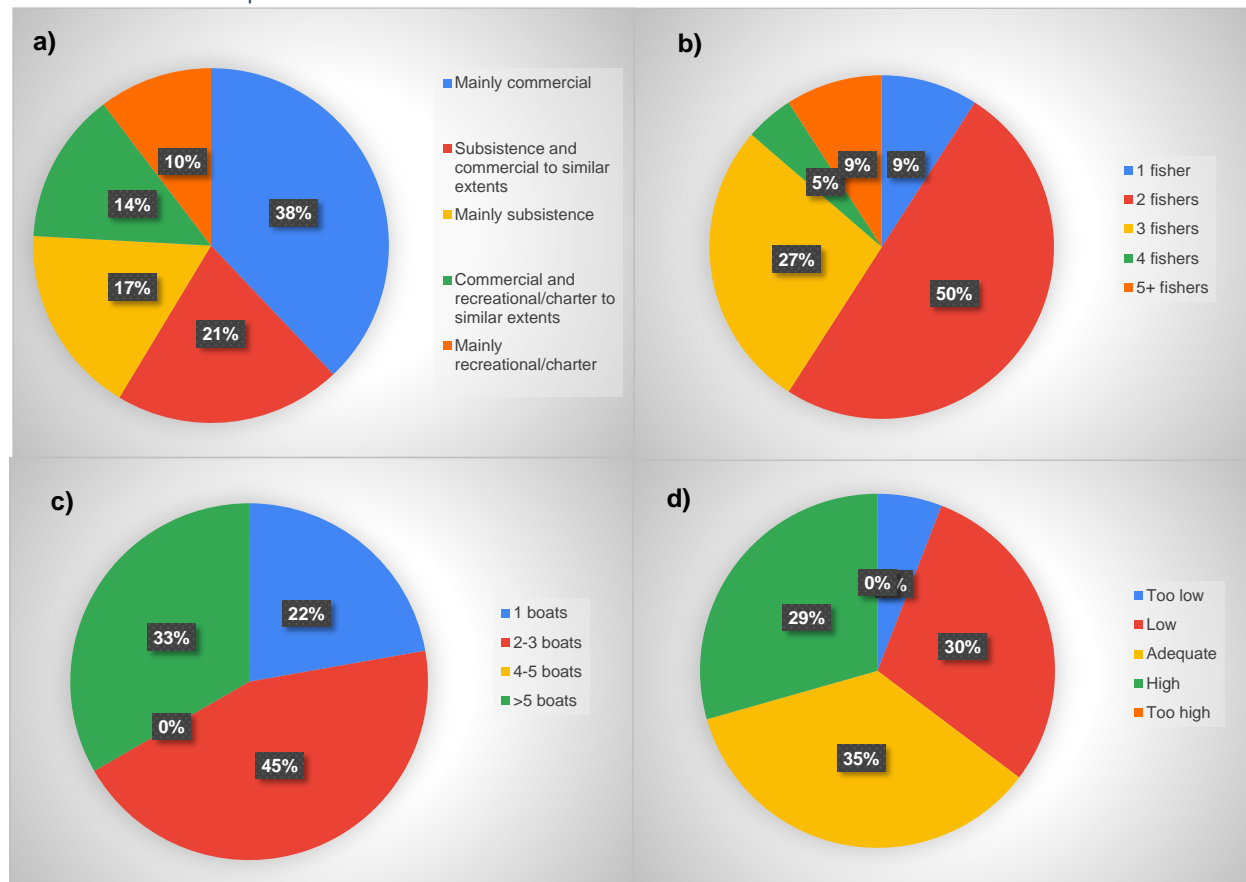 a)
38%
21%
17%
14%
10%
Mainly commercial
Subsistence and
commercial to similar
extents
Mainly subsistence
Commercial and
recreational/charter to
similar extents
Mainly
recreational/charter
b)
9%
50%
27%
5%
9%
1 fisher
2 fishers
3 fishers
4 fishers
5+ fishers
c)
22%
45%
0%
33%
1 boats
2-3 boats
4-5 boats
>5 boats
d)
0%
30%
35%
29%
Too low
Low
Adequate
High
Too high